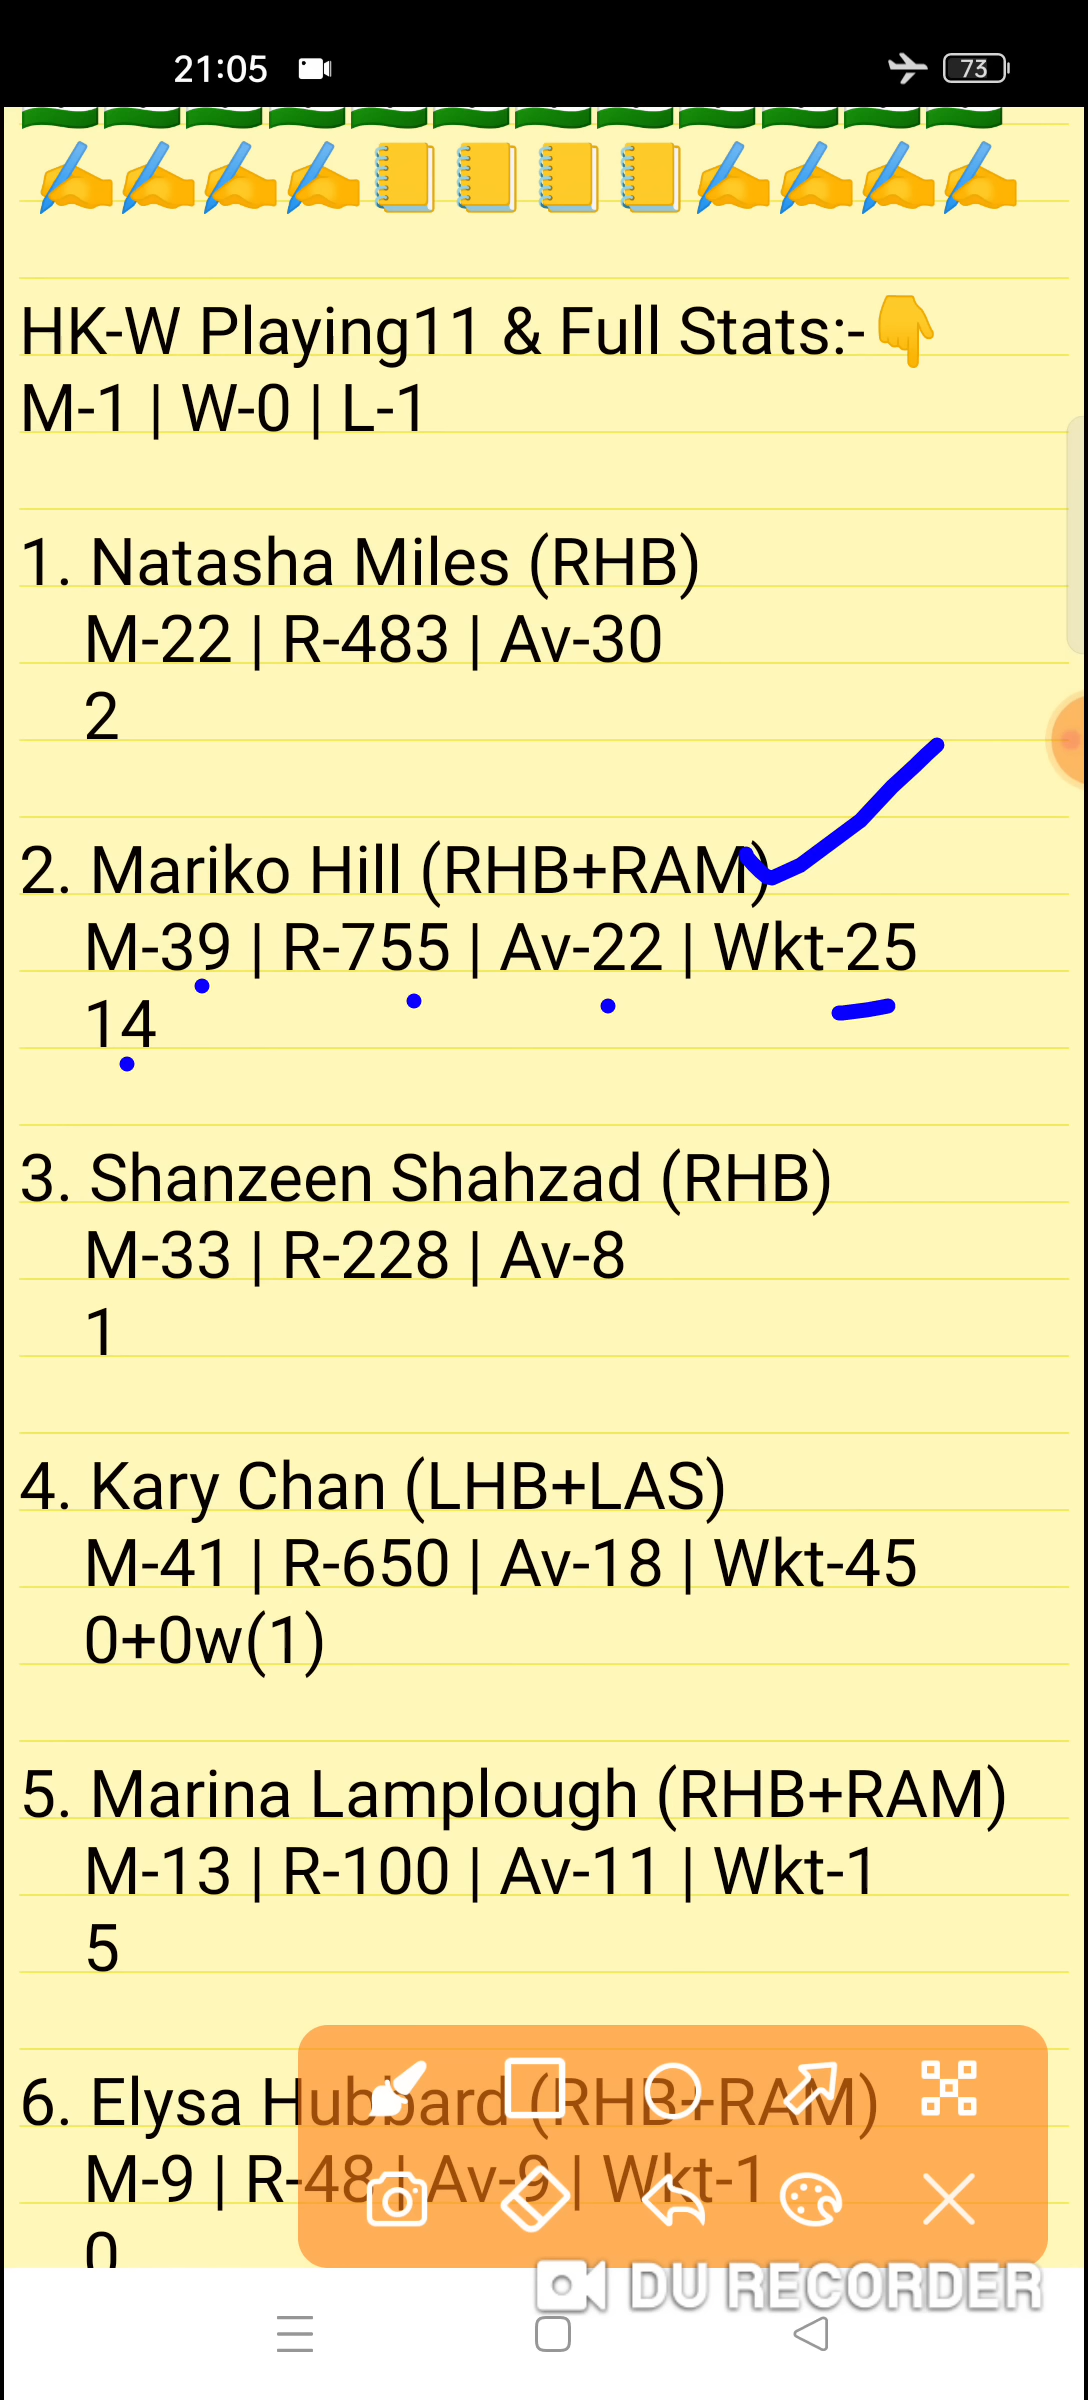 21:05
73
HK-W Playing11 & Full Stats:-👇
M-1 | W-0 | L-1
1. Natasha Miles (RHB)
M-22 | R-483 | Av-30
2
2. Mariko Hill (RHB+RAM)
M-39 | R-755 | Av-22 | Wkt-25
14
3. Shanzeen Shahzad (RHB)
M-33 | R-228 | Av-8
1
4. Kary Chan (LHB+LAS)
M-41 | R-650 | Av-18 | Wkt-45
0+0w(1)
5. Marina Lamplough (RHB+RAM)
M-13 | R-100 | Av-11 | Wkt-1
5
6. Elysa Hubbard (RHB+RAM)
M-9 | R-48 | Av-9 | Wkt-1
0
DU RECORDER